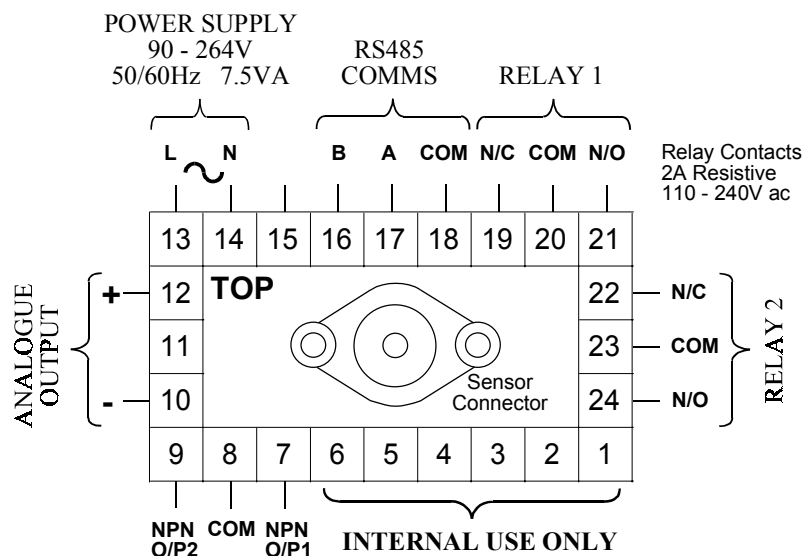 POWER SUPPLY
90 - 264V
50/60Hz 7.5VA
RS485
COMMS
RELAY 1
L N B A COM N/C COM N/O
Relay Contacts
2A Resistive
110 - 240V ac
13 14 15 16 17 18 19 20 21
ANALOGUE
OUTPUT
+ 12 TOP 22 N/C
11 23 COM
- 10 24 N/O
RELAY 2
Sensor
Connector
9 8 7 6 5 4 3 2 1
NPN
O/P2
COM
NPN
O/P1
INTERNAL USE ONLY